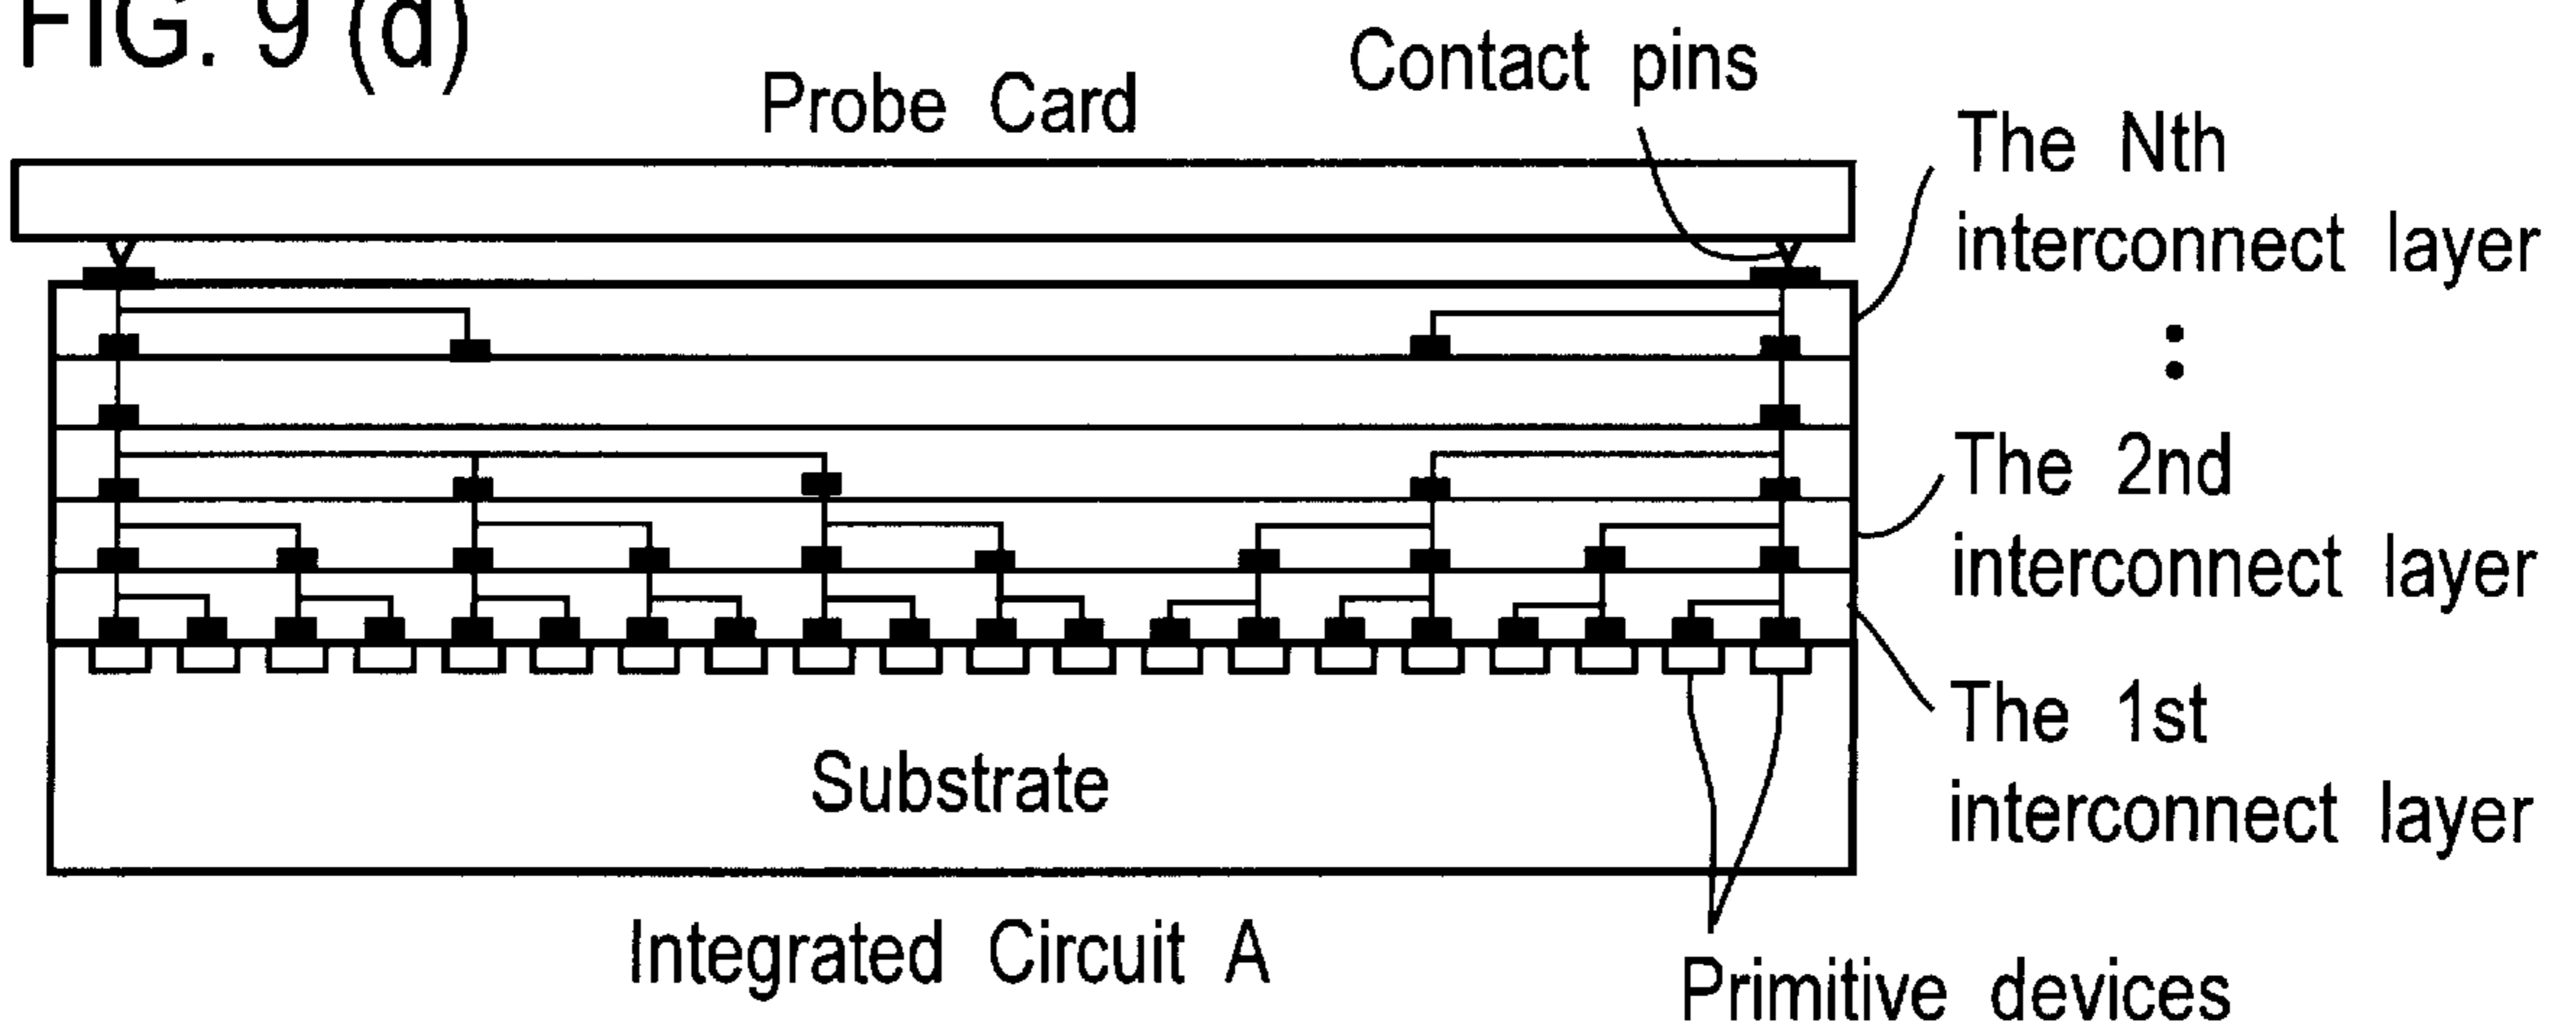 FIG. 9 (d)
Probe Card
Contact pins
The Nth
interconnect layer
The 2nd
interconnect layer
The 1st
interconnect layer
Substrate
Integrated Circuit A
Primitive devices